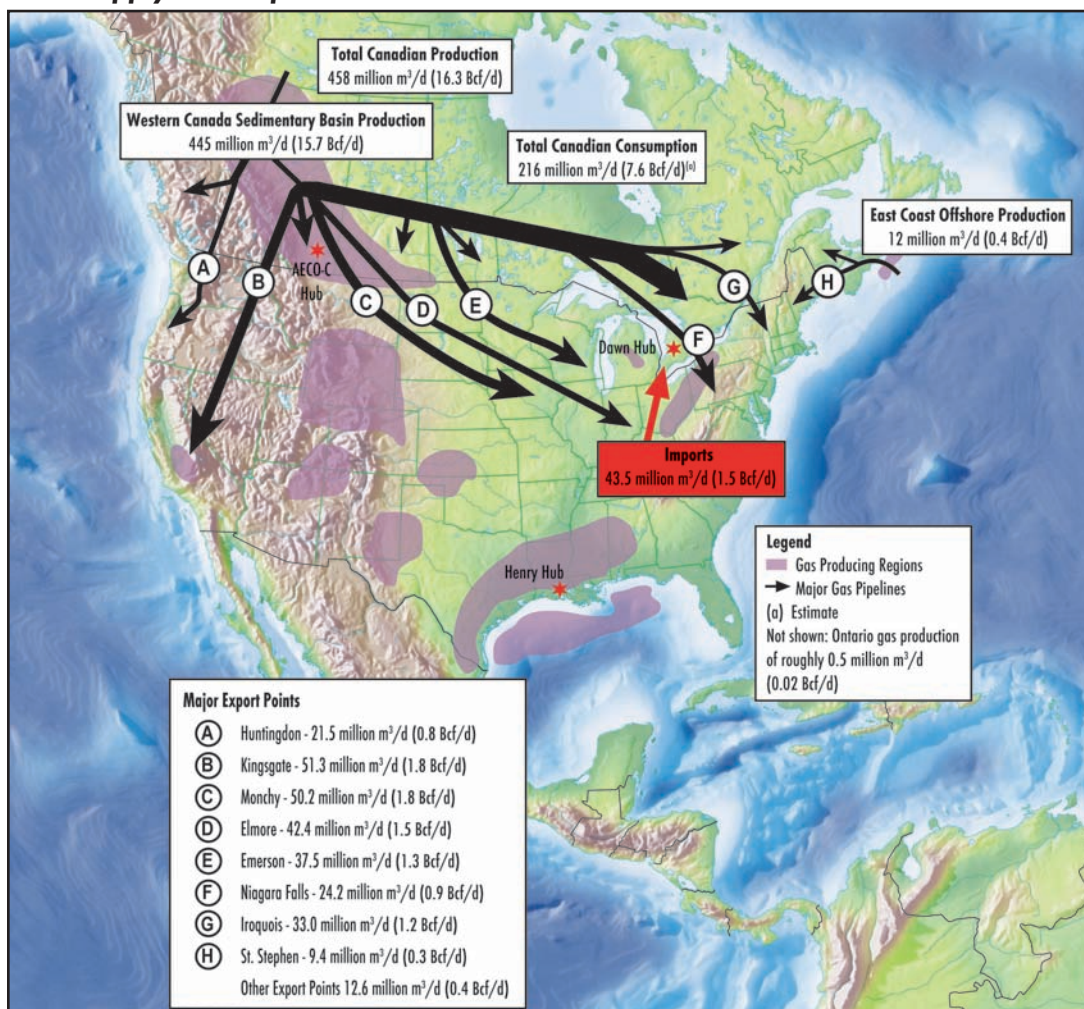 Total Canadian Production
458 million m³/d (16.3 Bcf/d)
Western Canada Sedimentary Basin Production
445 million m³/d (15.7 Bcf/d)
Total Canadian Consumption
216 million m³/d (7.6 Bcf/d)(a)
East Coast Offshore Production
12 million m³/d (0.4 Bcf/d)
A
B
AECO-C
Hub
C
D
E
G
H
F
Dawn Hub
Imports
43.5 million m³/d (1.5 Bcf/d)
Henry Hub
Legend
Gas Producing Regions
Major Gas Pipelines
(a) Estimate
Not shown: Ontario gas production
of roughly 0.5 million m³/d
(0.02 Bcf/d)
Major Export Points
A Huntingdon - 21.5 million m³/d (0.8 Bcf/d)
B Kingsgate - 51.3 million m³/d (1.8 Bcf/d)
C Monchy - 50.2 million m³/d (1.8 Bcf/d)
D Elmore - 42.4 million m³/d (1.5 Bcf/d)
E Emerson - 37.5 million m³/d (1.3 Bcf/d)
F Niagara Falls - 24.2 million m³/d (0.9 Bcf/d)
G Iroquois - 33.0 million m³/d (1.2 Bcf/d)
H St. Stephen - 9.4 million m³/d (0.3 Bcf/d)
Other Export Points 12.6 million m³/d (0.4 Bcf/d)